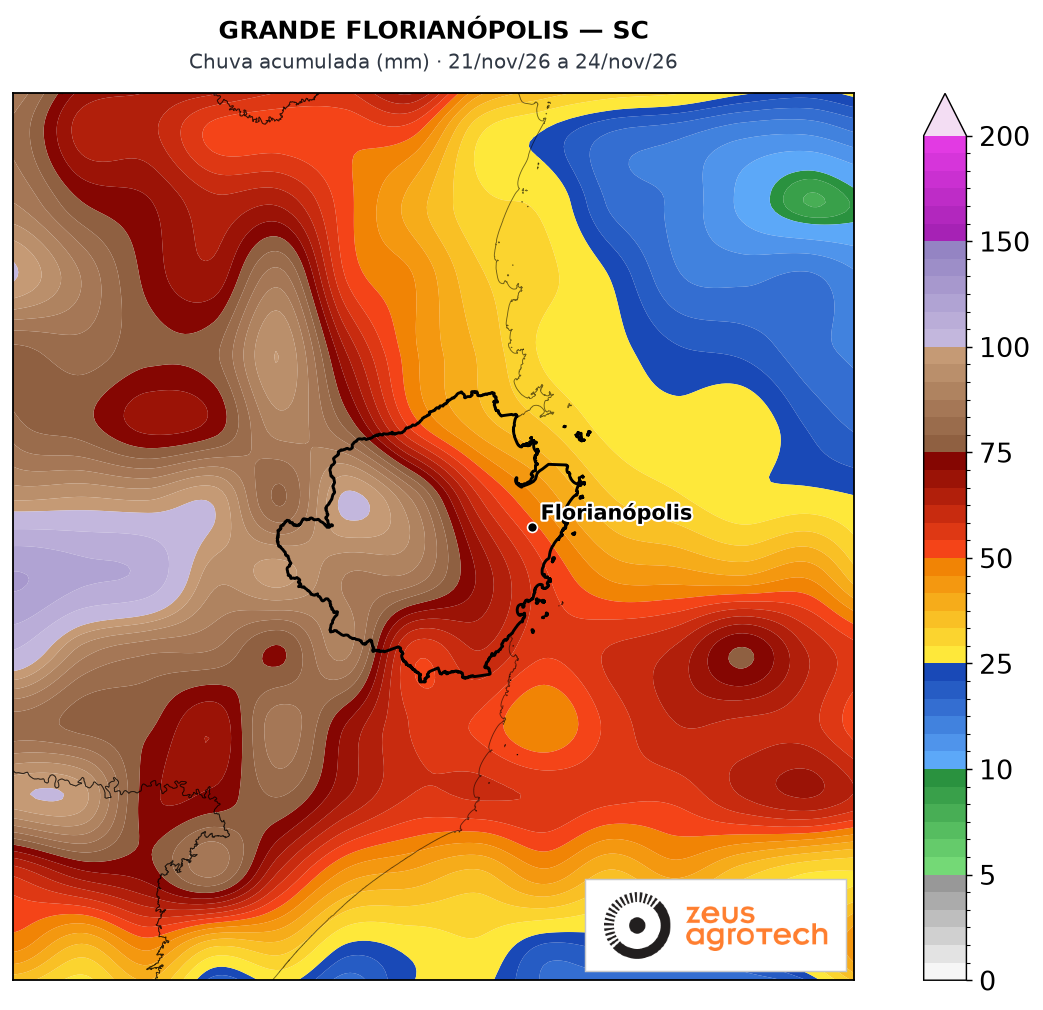 GRANDE FLORIANÓPOLIS — SC
Chuva acumulada (mm) · 21/nov/26 a 24/nov/26
200
150
100
75
50
25
10
5
0
Florianópolis
zeus
agrotech